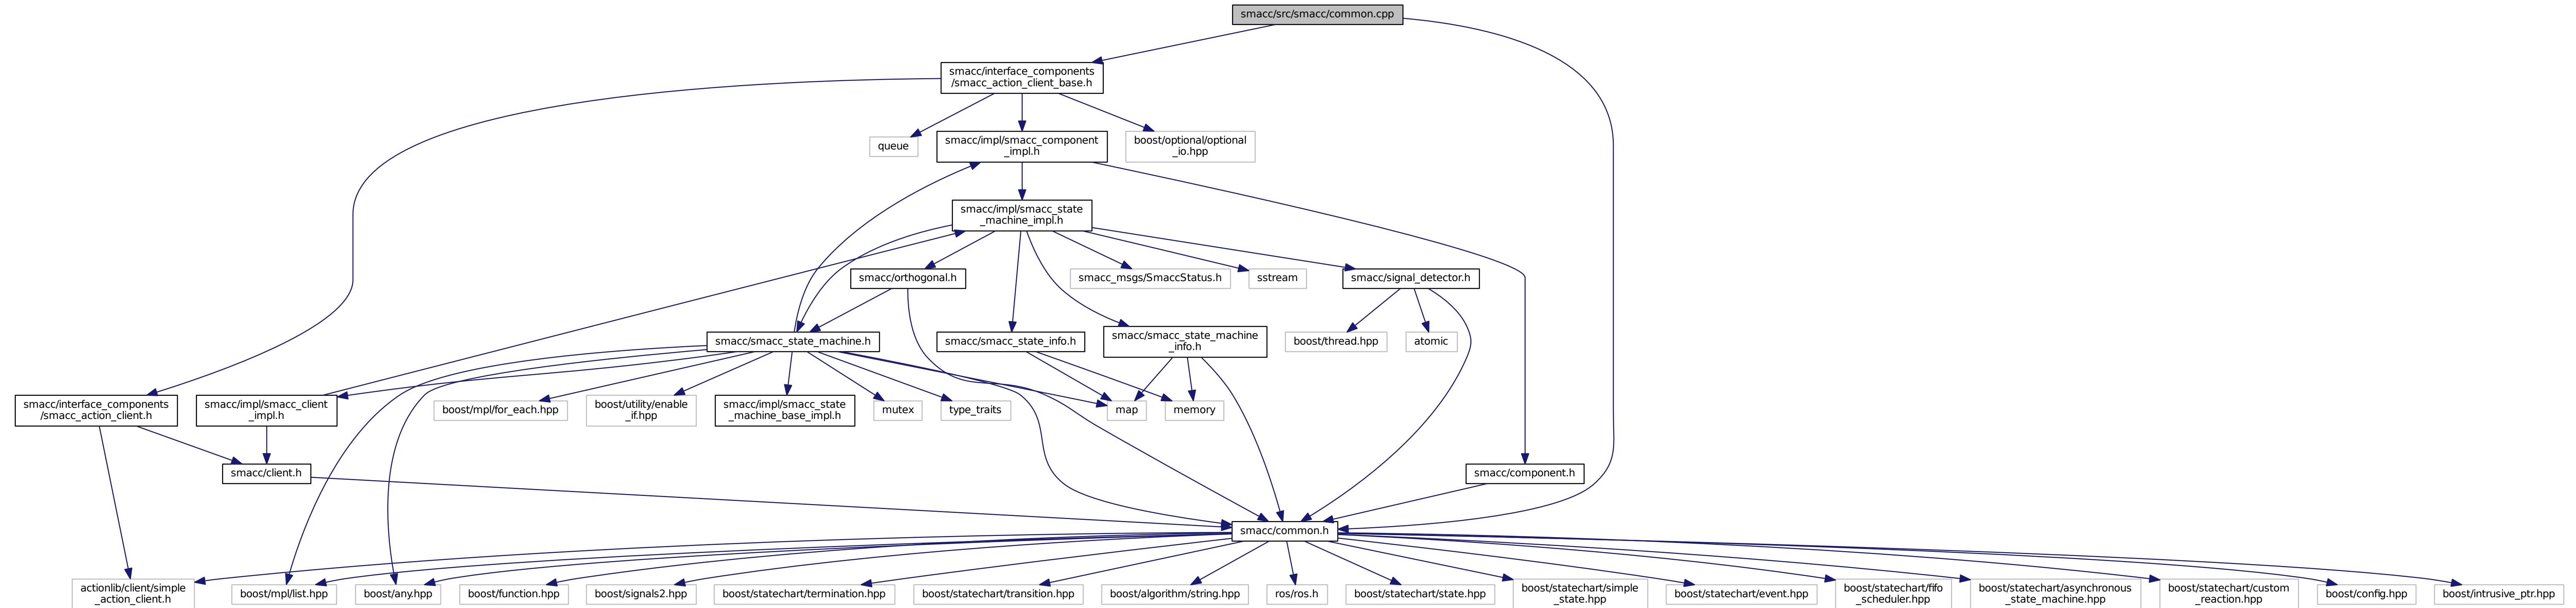 smacc/src/smacc/common.cpp
smacc/interface_components
/smacc_action_client_base.h
queue
smacc/impl/smacc_component
_impl.h
boost/optional/optional
_io.hpp
smacc/impl/smacc_state
_machine_impl.h
smacc/orthogonal.h
smacc_msgs/SmaccStatus.h
sstream
smacc/signal_detector.h
smacc/smacc_state_machine.h
smacc/smacc_state_info.h
smacc/smacc_state_machine
_info.h
boost/thread.hpp
atomic
smacc/interface_components
/smacc_action_client.h
smacc/impl/smacc_client
_impl.h
boost/mpl/for_each.hpp
boost/utility/enable
_if.hpp
smacc/impl/smacc_state
_machine_base_impl.h
mutex
type_traits
map
memory
smacc/client.h
smacc/component.h
smacc/common.h
actionlib/client/simple
_action_client.h
boost/mpl/list.hpp
boost/any.hpp
boost/function.hpp
boost/signals2.hpp
boost/statechart/termination.hpp
boost/statechart/transition.hpp
boost/algorithm/string.hpp
ros/ros.h
boost/statechart/state.hpp
boost/statechart/simple
_state.hpp
boost/statechart/event.hpp
boost/statechart/fifo
_scheduler.hpp
boost/statechart/asynchronous
_state_machine.hpp
boost/statechart/custom
_reaction.hpp
boost/config.hpp
boost/intrusive_ptr.hpp